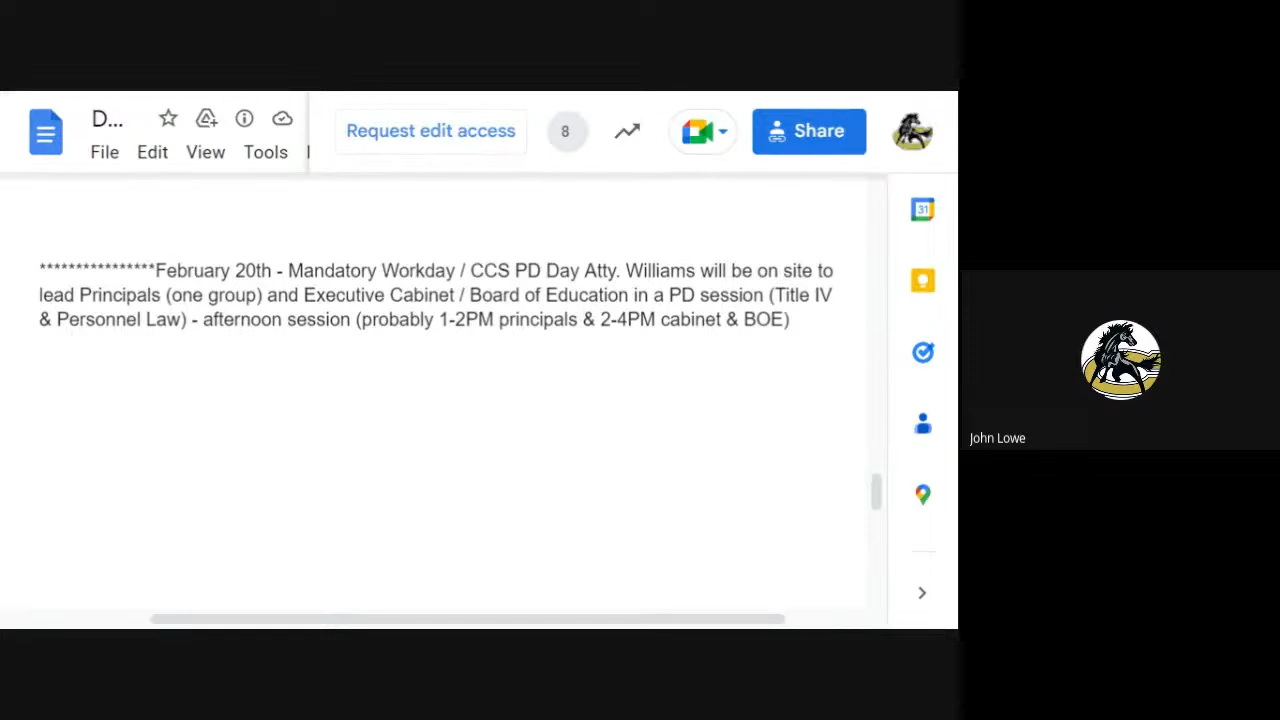 D...
File Edit View Tools
Request edit access
8
Share
31
****************February 20th - Mandatory Workday / CCS PD Day Atty. Williams will be on site to
lead Principals (one group) and Executive Cabinet / Board of Education in a PD session (Title IV
& Personnel Law) - afternoon session (probably 1-2PM principals & 2-4PM cabinet & BOE)
John Lowe